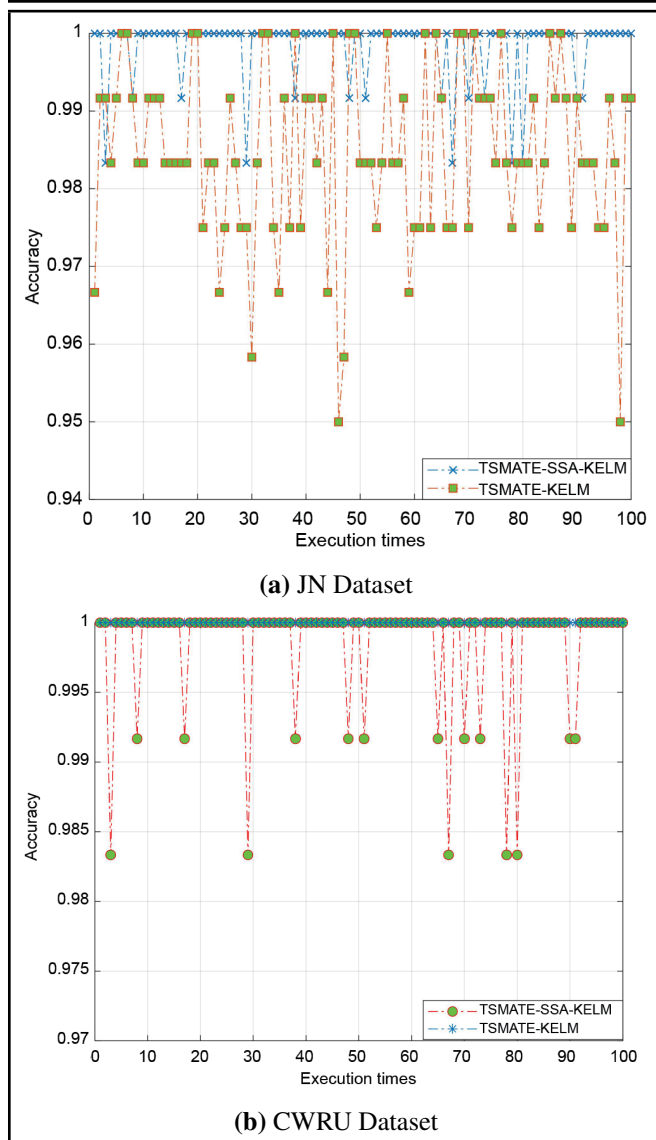 1
0.99
0.98
0.97
0.96
0.95
0.94
Accuracy
0 10 20 30 40 50 60 70 80 90 100
Execution times
TSMATE-SSA-KELM
TSMATE-KELM
(a) JN Dataset
1
0.995
0.99
0.985
0.98
0.975
0.97
Accuracy
0 10 20 30 40 50 60 70 80 90 100
Execution times
TSMATE-SSA-KELM
TSMATE-KELM
(b) CWRU Dataset